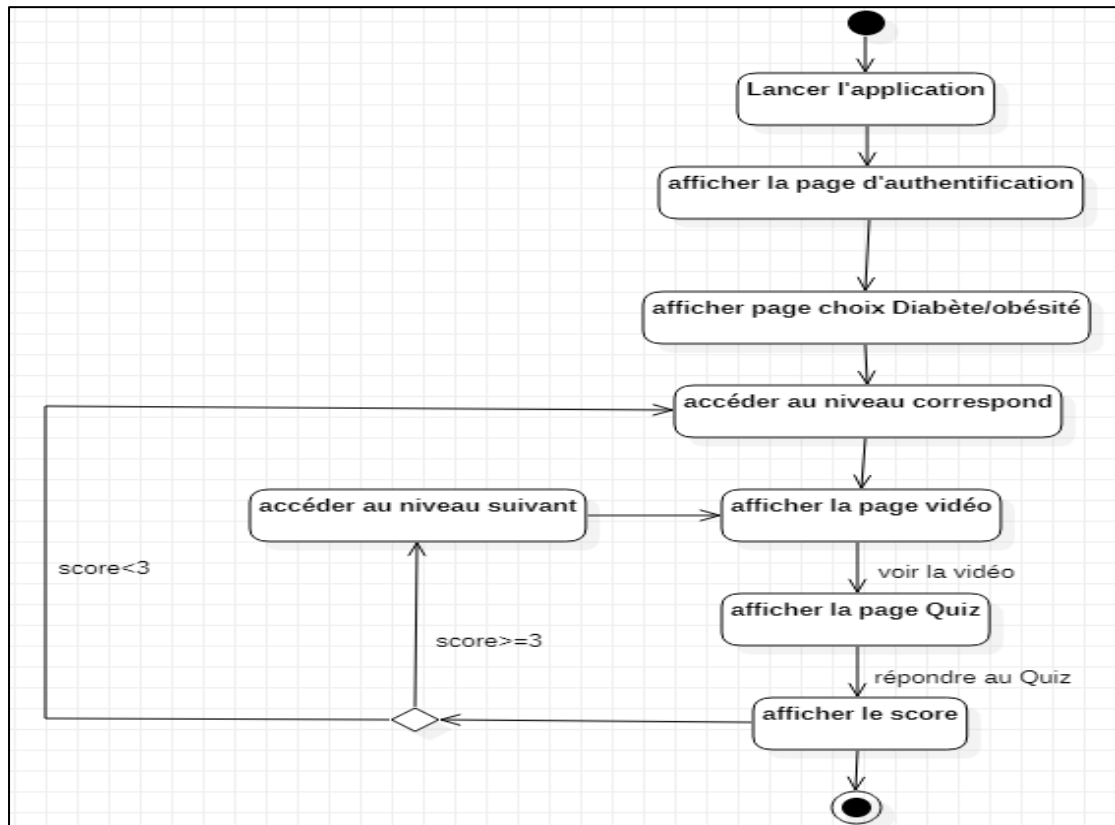 Lancer l'application
afficher la page d'authentification
afficher page choix Diabète/obésité
accéder au niveau correspond
accéder au niveau suivant
afficher la page vidéo
score<3
voir la vidéo
afficher la page Quiz
score>=3
répondre au Quiz
afficher le score